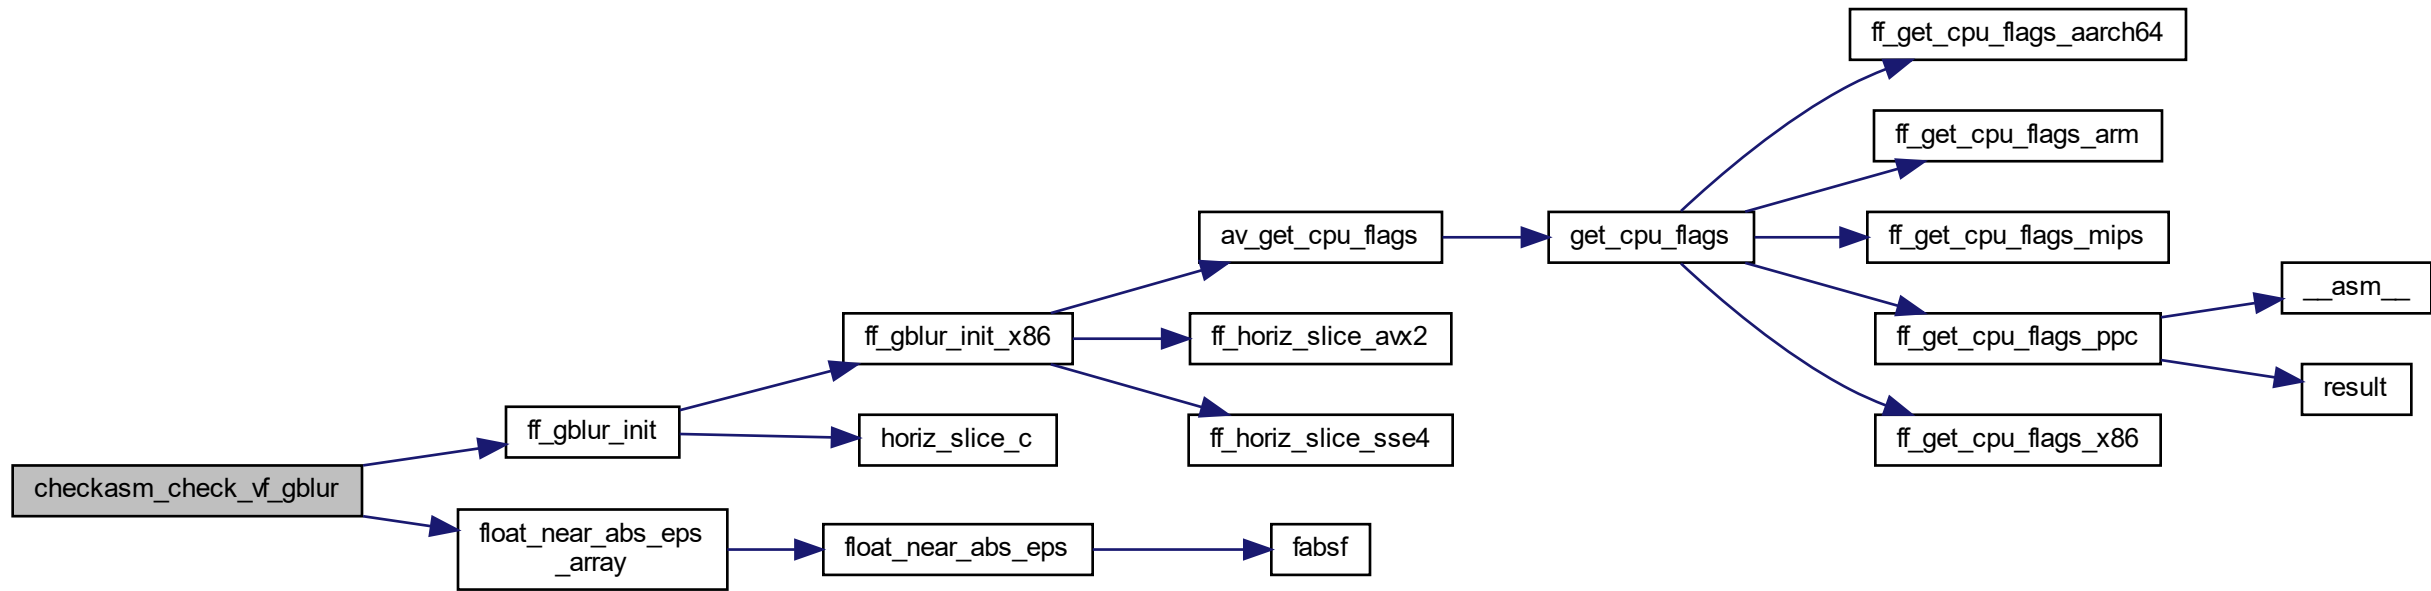 checkasm_check_vf_gblur
ff_gblur_init
float_near_abs_eps
_array
ff_gblur_init_x86
horiz_slice_c
float_near_abs_eps
av_get_cpu_flags
ff_horiz_slice_avx2
ff_horiz_slice_sse4
fabsf
get_cpu_flags
ff_get_cpu_flags_aarch64
ff_get_cpu_flags_arm
ff_get_cpu_flags_mips
ff_get_cpu_flags_ppc
ff_get_cpu_flags_x86
__asm__
result